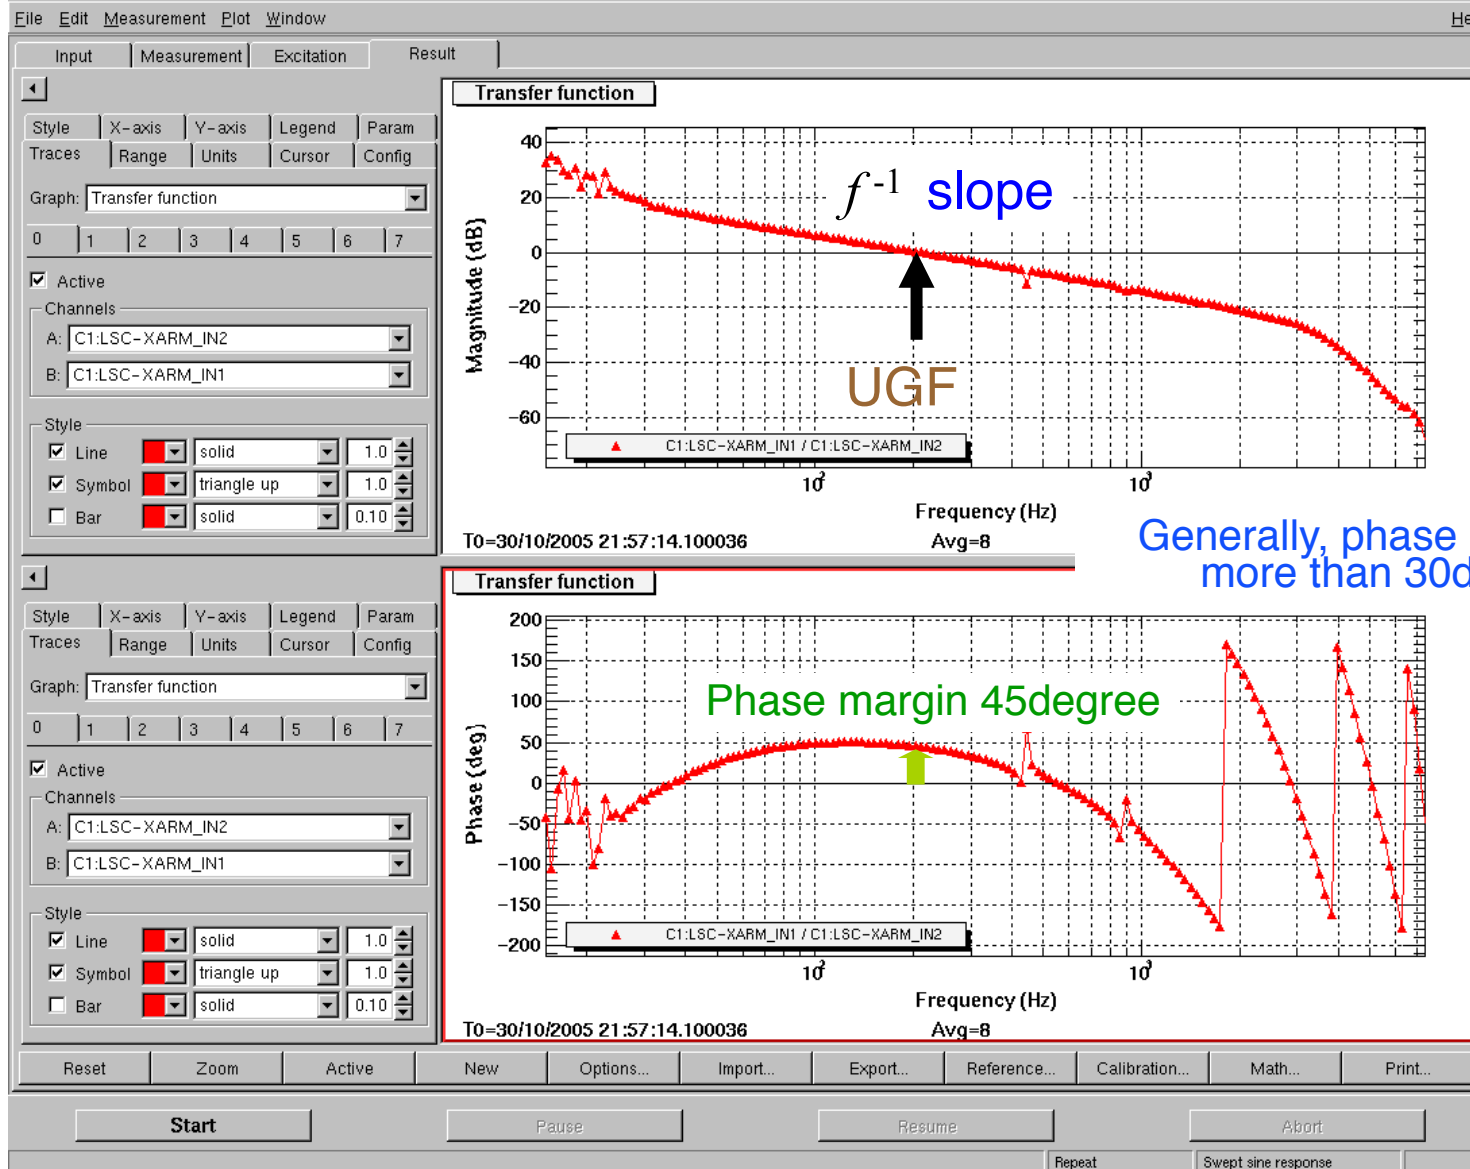 File Edit Measurement Plot Window He
Input Measurement Excitation Result
Transfer function
Style X-axis Y-axis Legend Param
Traces Range Units Cursor Config
Graph: Transfer function
0 1 2 3 4 5 6 7
Active
Channels
A: C1:LSC-XARM_IN2
B: C1:LSC-XARM_IN1
Style
Line solid 1.0
Symbol triangle up 1.0
Bar solid 0.10
Magnitude (dB)
40
20
0
-20
-40
-60
f -1 slope
UGF
C1:LSC-XARM_IN1 / C1:LSC-XARM_IN2
10² 10³
Frequency (Hz)
T0=30/10/2005 21:57:14.100036 Avg=8
Generally, phase
more than 30d
Transfer function
Style X-axis Y-axis Legend Param
Traces Range Units Cursor Config
Graph: Transfer function
0 1 2 3 4 5 6 7
Active
Channels
A: C1:LSC-XARM_IN2
B: C1:LSC-XARM_IN1
Style
Line solid 1.0
Symbol triangle up 1.0
Bar solid 0.10
Phase (deg)
200
150
100
50
0
-50
-100
-150
-200
Phase margin 45degree
C1:LSC-XARM_IN1 / C1:LSC-XARM_IN2
10² 10³
Frequency (Hz)
T0=30/10/2005 21:57:14.100036 Avg=8
Reset Zoom Active New Options... Import... Export... Reference... Calibration... Math... Print...
Start Pause Resume Abort
Repeat Swept sine response